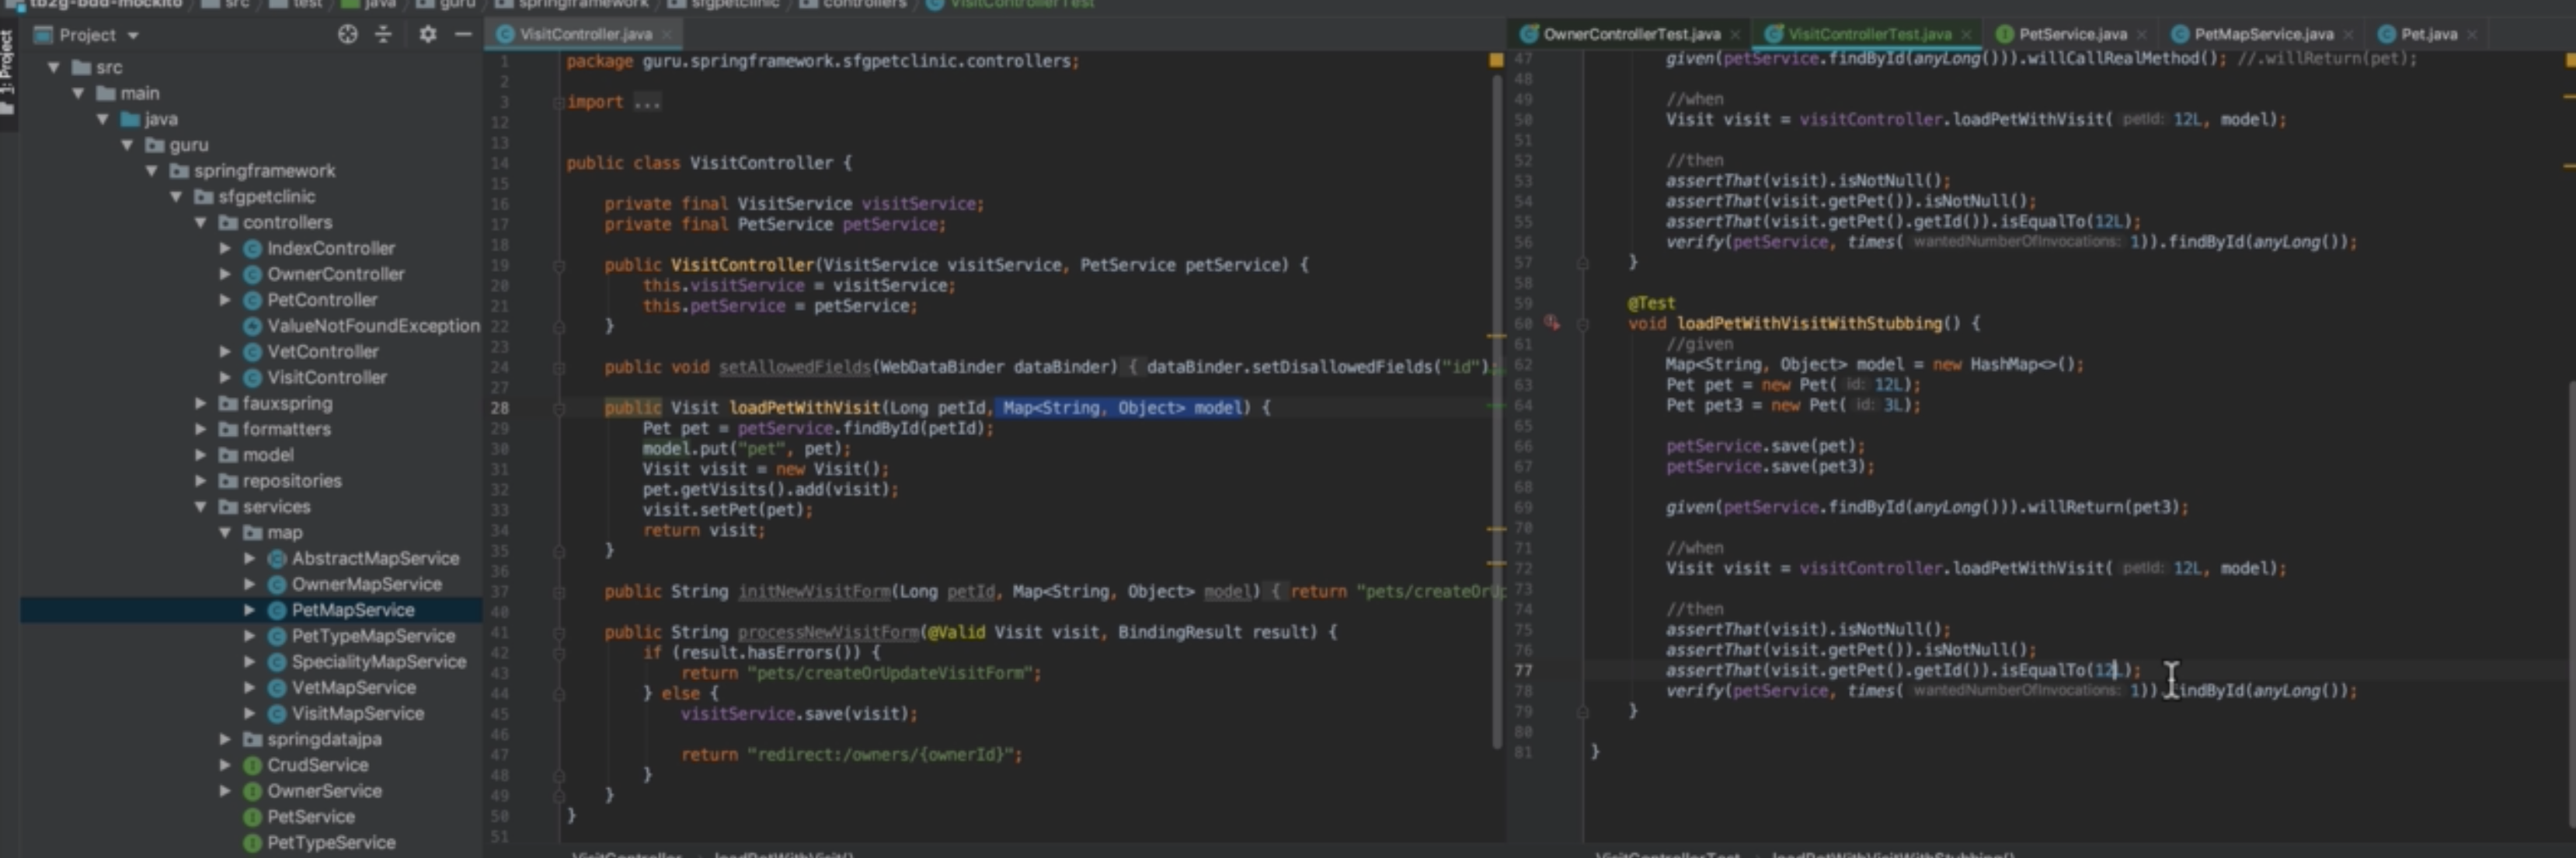 tb2g-bdd-mockito src test java guru springframework sfgpetclinic controllers VisitControllerTest
1: Project
Project
src
main
java
guru
springframework
sfgpetclinic
controllers
IndexController
OwnerController
PetController
ValueNotFoundException
VetController
VisitController
fauxspring
formatters
model
repositories
services
map
AbstractMapService
OwnerMapService
PetMapService
PetTypeMapService
SpecialityMapService
VetMapService
VisitMapService
springdatajpa
CrudService
OwnerService
PetService
PetTypeService
VisitController.java
1 package guru.springframework.sfgpetclinic.controllers;
2
3 import ...
12
13
14 public class VisitController {
15
16 private final VisitService visitService;
17 private final PetService petService;
18
19 public VisitController(VisitService visitService, PetService petService) {
20 this.visitService = visitService;
21 this.petService = petService;
22 }
23
24 public void setAllowedFields(WebDataBinder dataBinder) { dataBinder.setDisallowedFields("id");
27
28 public Visit loadPetWithVisit(Long petId, Map<String, Object> model) {
29 Pet pet = petService.findById(petId);
30 model.put("pet", pet);
31 Visit visit = new Visit();
32 pet.getVisits().add(visit);
33 visit.setPet(pet);
34 return visit;
35 }
36
37 public String initNewVisitForm(Long petId, Map<String, Object> model) { return "pets/createOrUp
40
41 public String processNewVisitForm(@Valid Visit visit, BindingResult result) {
42 if (result.hasErrors()) {
43 return "pets/createOrUpdateVisitForm";
44 } else {
45 visitService.save(visit);
46
47 return "redirect:/owners/{ownerId}";
48 }
49 }
50 }
51
VisitController loadPetWithVisit()
OwnerControllerTest.java VisitControllerTest.java PetService.java PetMapService.java Pet.java
47 given(petService.findById(anyLong())).willCallRealMethod(); //.willReturn(pet);
48
49 //when
50 Visit visit = visitController.loadPetWithVisit( petId: 12L, model);
51
52 //then
53 assertThat(visit).isNotNull();
54 assertThat(visit.getPet()).isNotNull();
55 assertThat(visit.getPet().getId()).isEqualTo(12L);
56 verify(petService, times( wantedNumberOfInvocations: 1)).findById(anyLong());
57 }
58
59 @Test
60 void loadPetWithVisitWithStubbing() {
61 //given
62 Map<String, Object> model = new HashMap<>();
63 Pet pet = new Pet( id: 12L);
64 Pet pet3 = new Pet( id: 3L);
65
66 petService.save(pet);
67 petService.save(pet3);
68
69 given(petService.findById(anyLong())).willReturn(pet3);
70
71 //when
72 Visit visit = visitController.loadPetWithVisit( petId: 12L, model);
73
74 //then
75 assertThat(visit).isNotNull();
76 assertThat(visit.getPet()).isNotNull();
77 assertThat(visit.getPet().getId()).isEqualTo(12L);
78 verify(petService, times( wantedNumberOfInvocations: 1)).findById(anyLong());
79 }
80
81 }
VisitControllerTest loadPetWithVisitWithStubbing()